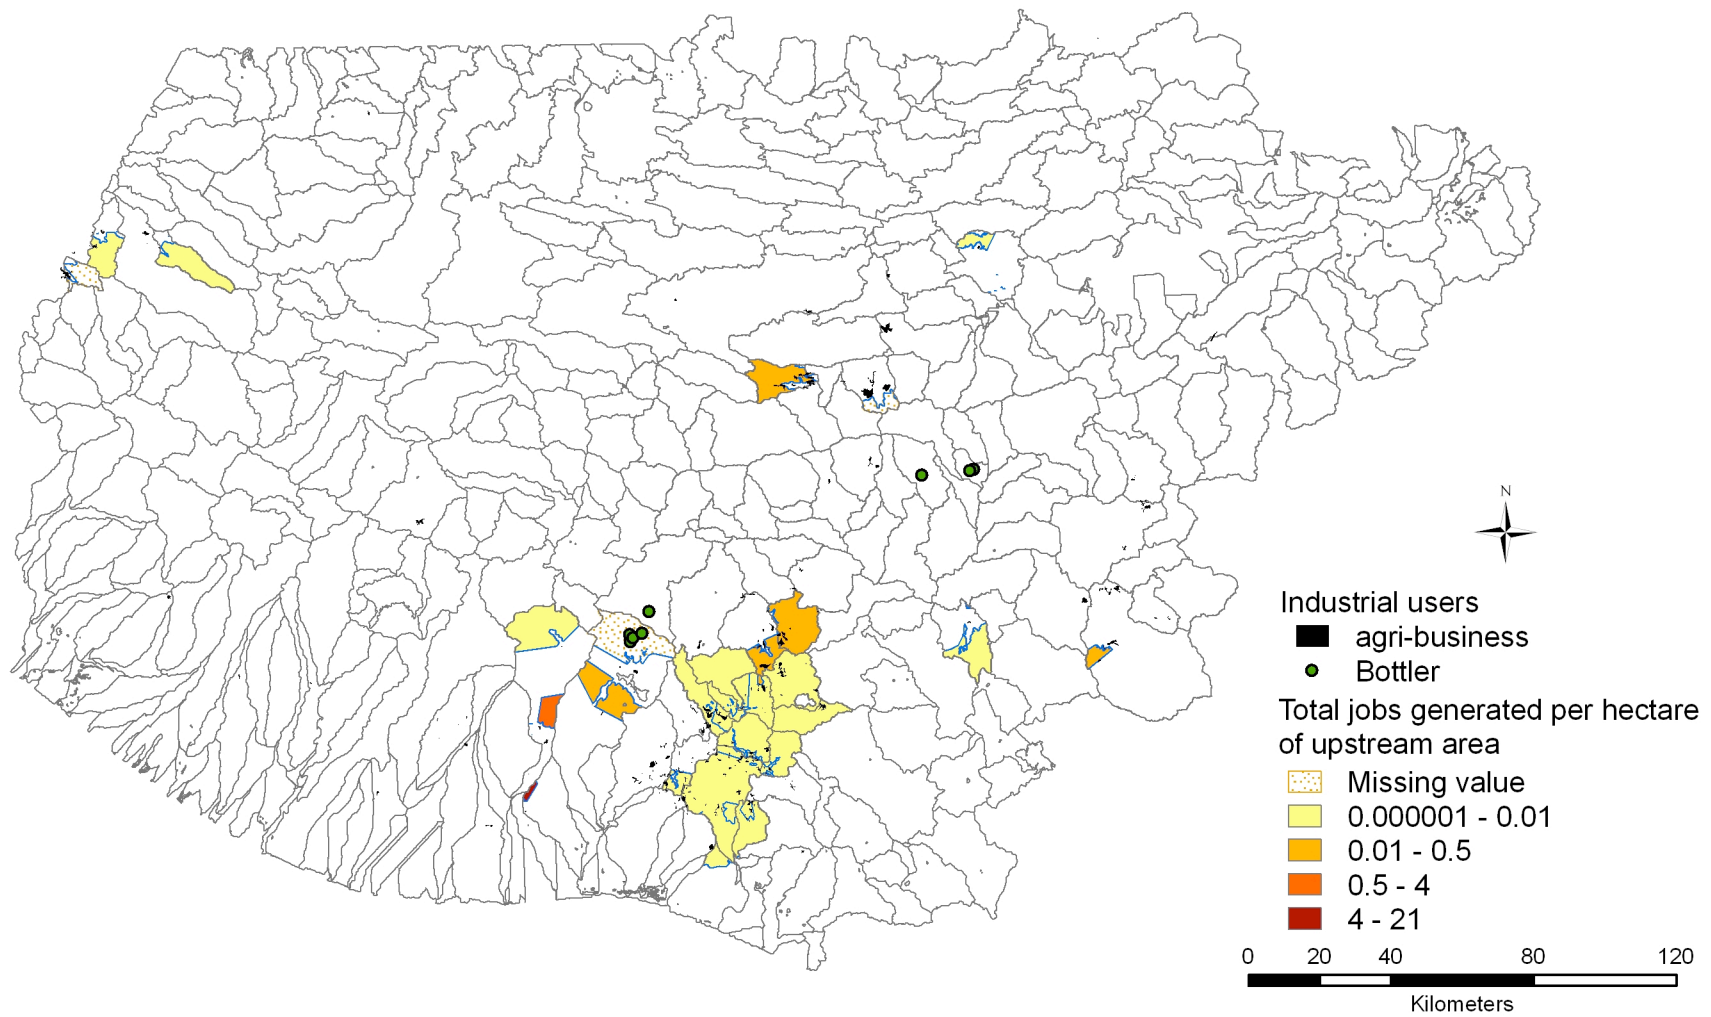 N
Industrial users
agri-business
Bottler
Total jobs generated per hectare
of upstream area
Missing value
0.000001 - 0.01
0.01 - 0.5
0.5 - 4
4 - 21
0 20 40 80 120
Kilometers